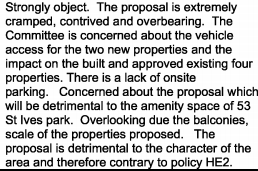 Strongly object.  The proposal is extremely
cramped, contrived and overbearing.  The
Committee is concerned about the vehicle
access for the two new properties and the
impact on the built and approved existing four
properties. There is a lack of onsite
parking.   Concerned about the proposal which
will be detrimental to the amenity space of 53
St Ives park.  Overlooking due the balconies,
scale of the properties proposed.   The
proposal is detrimental to the character of the
area and therefore contrary to policy HE2.